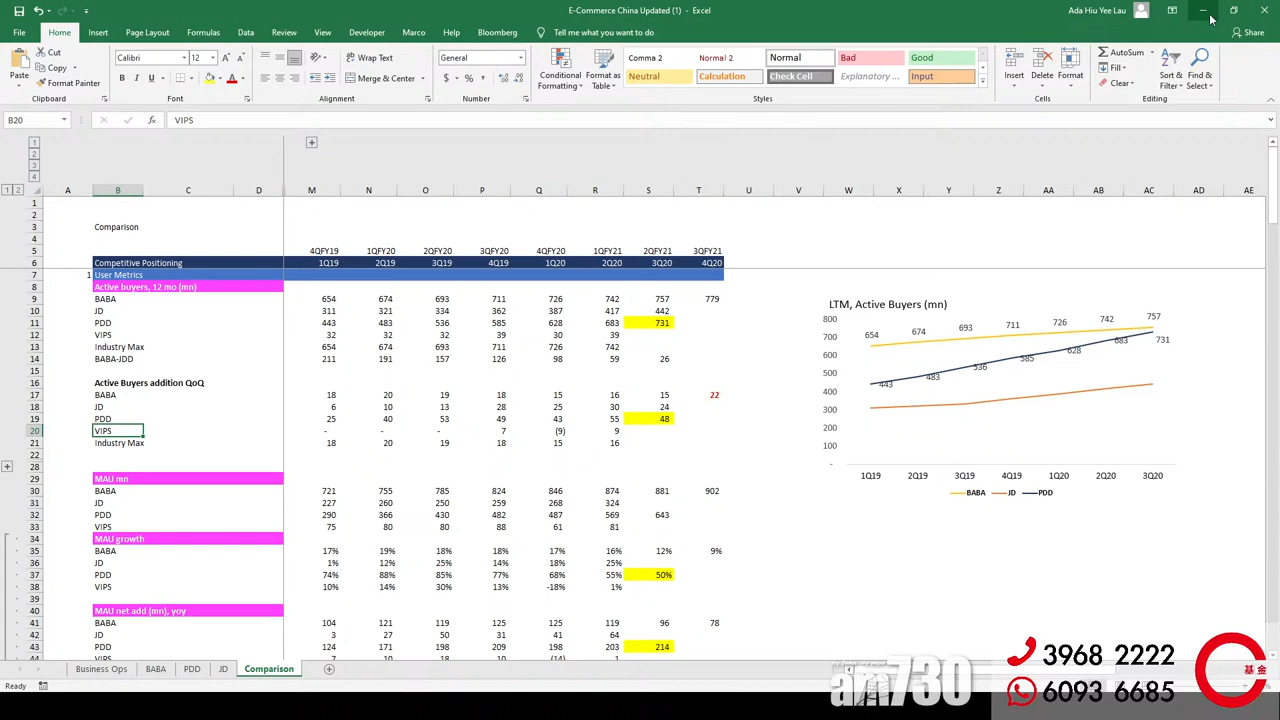 E-Commerce China Updated (1) - Excel
Ada Hiu Yee Lau
File Home Insert Page Layout Formulas Data Review View Developer Marco Help Bloomberg Tell me what you want to do Share
Paste Cut Copy Format Painter
Clipboard
Calibri 12
Font
Wrap Text
Merge & Center
Alignment
General
Number
Conditional Formatting Format as Table
Comma 2 Normal 2 Normal Bad Good
Neutral Calculation Check Cell Explanatory ... Input
Styles
Insert Delete Format
Cells
AutoSum Fill Clear Sort & Filter Find & Select
Editing
B20 VIPS
A B C D M N O P Q R S T U V W X Y Z AA AB AC AD AE
Comparison
4QFY19 1QFY20 2QFY20 3QFY20 4QFY20 1QFY21 2QFY21 3QFY21
Competitive Positioning 1Q19 2Q19 3Q19 4Q19 1Q20 2Q20 3Q20 4Q20
1 User Metrics
Active buyers, 12 mo (mn)
BABA 654 674 693 711 726 742 757 779
JD 311 321 334 362 387 417 442
PDD 443 483 536 585 628 683 731
VIPS 32 32 32 39 30 39
Industry Max 654 674 693 711 726 742
BABA-JDD 211 191 157 126 98 59 26
Active Buyers addition QoQ
BABA 18 20 19 18 15 16 15 22
JD 6 10 13 28 25 30 24
PDD 25 40 53 49 43 55 48
VIPS - - - 7 (9) 9
Industry Max 18 20 19 18 15 16
MAU mn
BABA 721 755 785 824 846 874 881 902
JD 227 260 250 259 268 324
PDD 290 366 430 482 487 569 643
VIPS 75 80 80 88 61 81
MAU growth
BABA 17% 19% 18% 18% 17% 16% 12% 9%
JD 1% 12% 25% 14% 18% 25%
PDD 74% 88% 85% 77% 68% 55% 50%
VIPS 10% 14% 30% 13% -18% 1%
MAU net add (mn), yoy
BABA 104 121 119 125 125 119 96 78
JD 3 27 50 31 41 64
PDD 124 171 198 209 198 203 214
LTM, Active Buyers (mn)
800
700
600
500
400
300
200
100
-
654 674 693 711 726 742 757
443 483 536 585 628 683 731
1Q19 2Q19 3Q19 4Q19 1Q20 2Q20 3Q20
BABA JD PDD
Business Ops BABA PDD JD Comparison
Ready
am730
3968 2222
6093 6685
基金